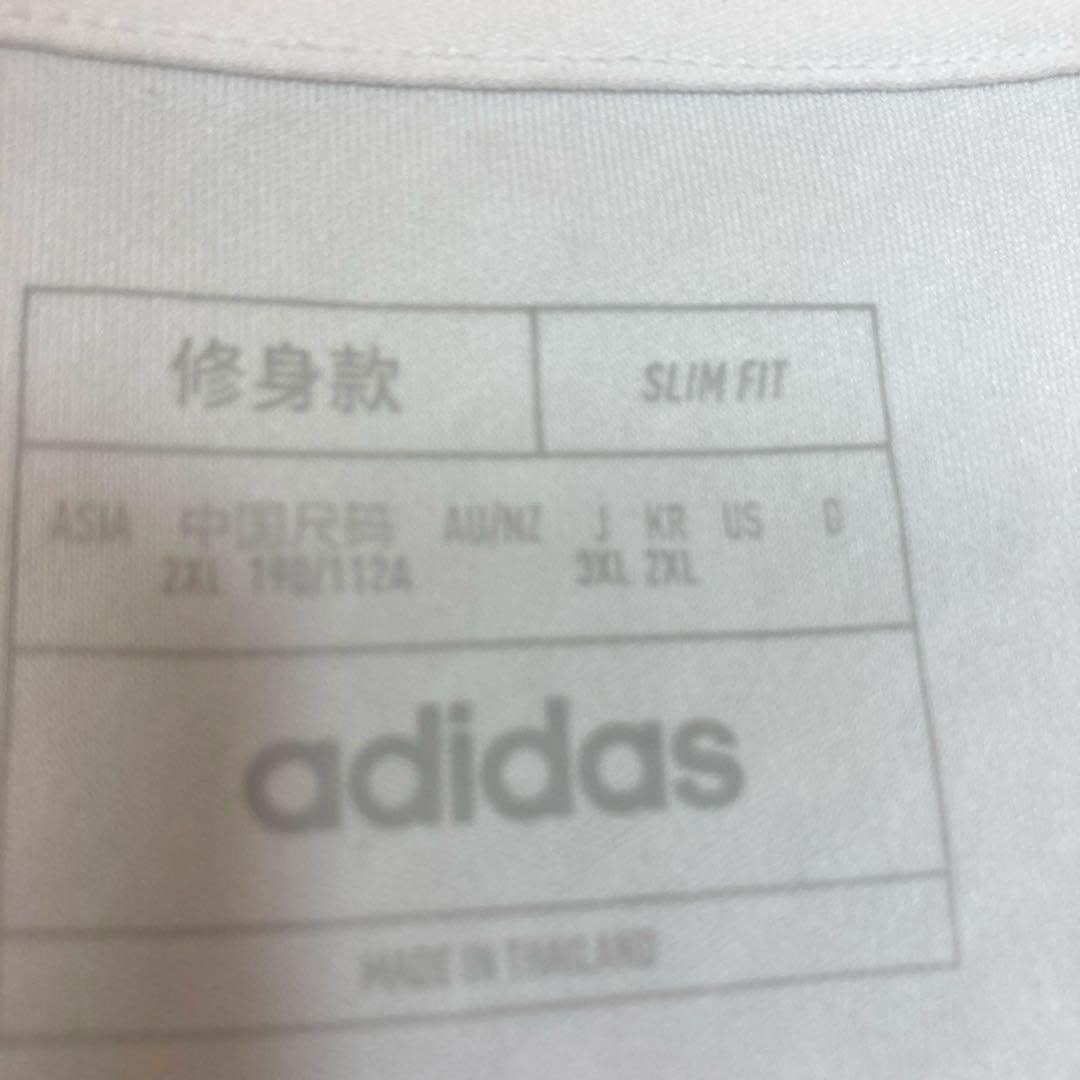 修身款 SLIM FIT
ASIA 中国尺码 AU/NZ J KR US D
2XL 190/112A 3XL 2XL
adidas
MADE IN THAILAND